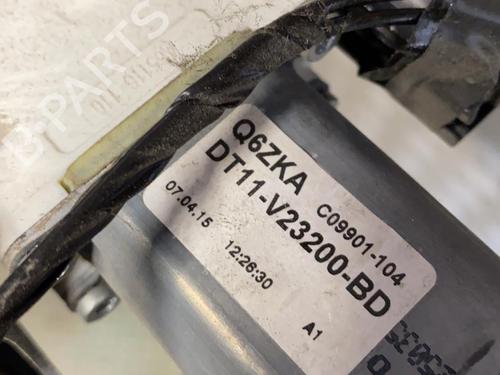 B-PARTS
Q6ZKA
C09901-104
DT11-V23200-BD
07.04.15
12:26:30
A1